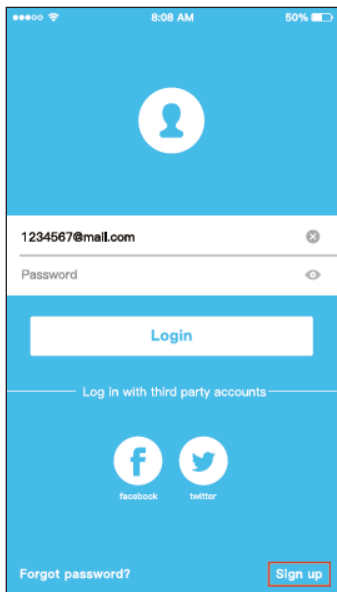 8:08 AM 50%
1234567@mail.com
Password
Login
Log in with third party accounts
facebook twitter
Forgot password? Sign up